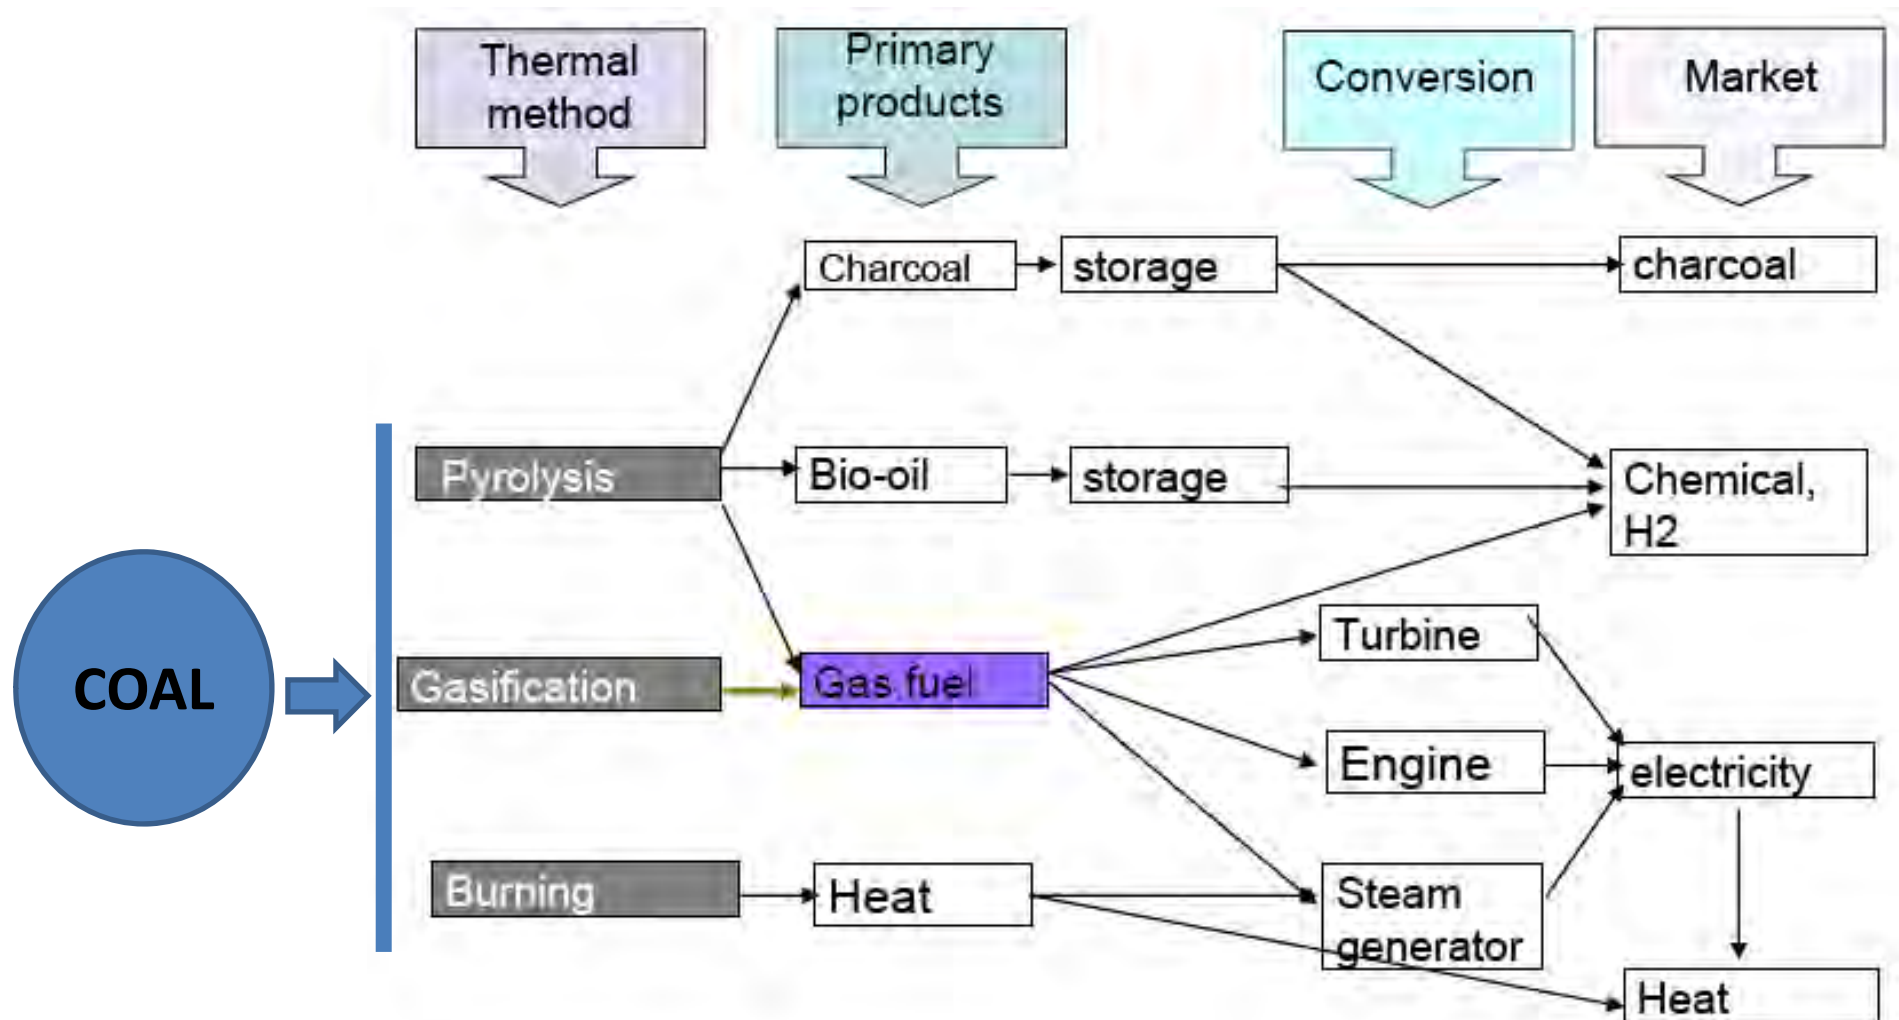 Thermal
method
Primary
products
Conversion
Market
Charcoal
storage
charcoal
Pyrolysis
Bio-oil
storage
Chemical,
H2
COAL
Gasification
Gas fuel
Turbine
Engine
electricity
Burning
Heat
Steam
generator
Heat